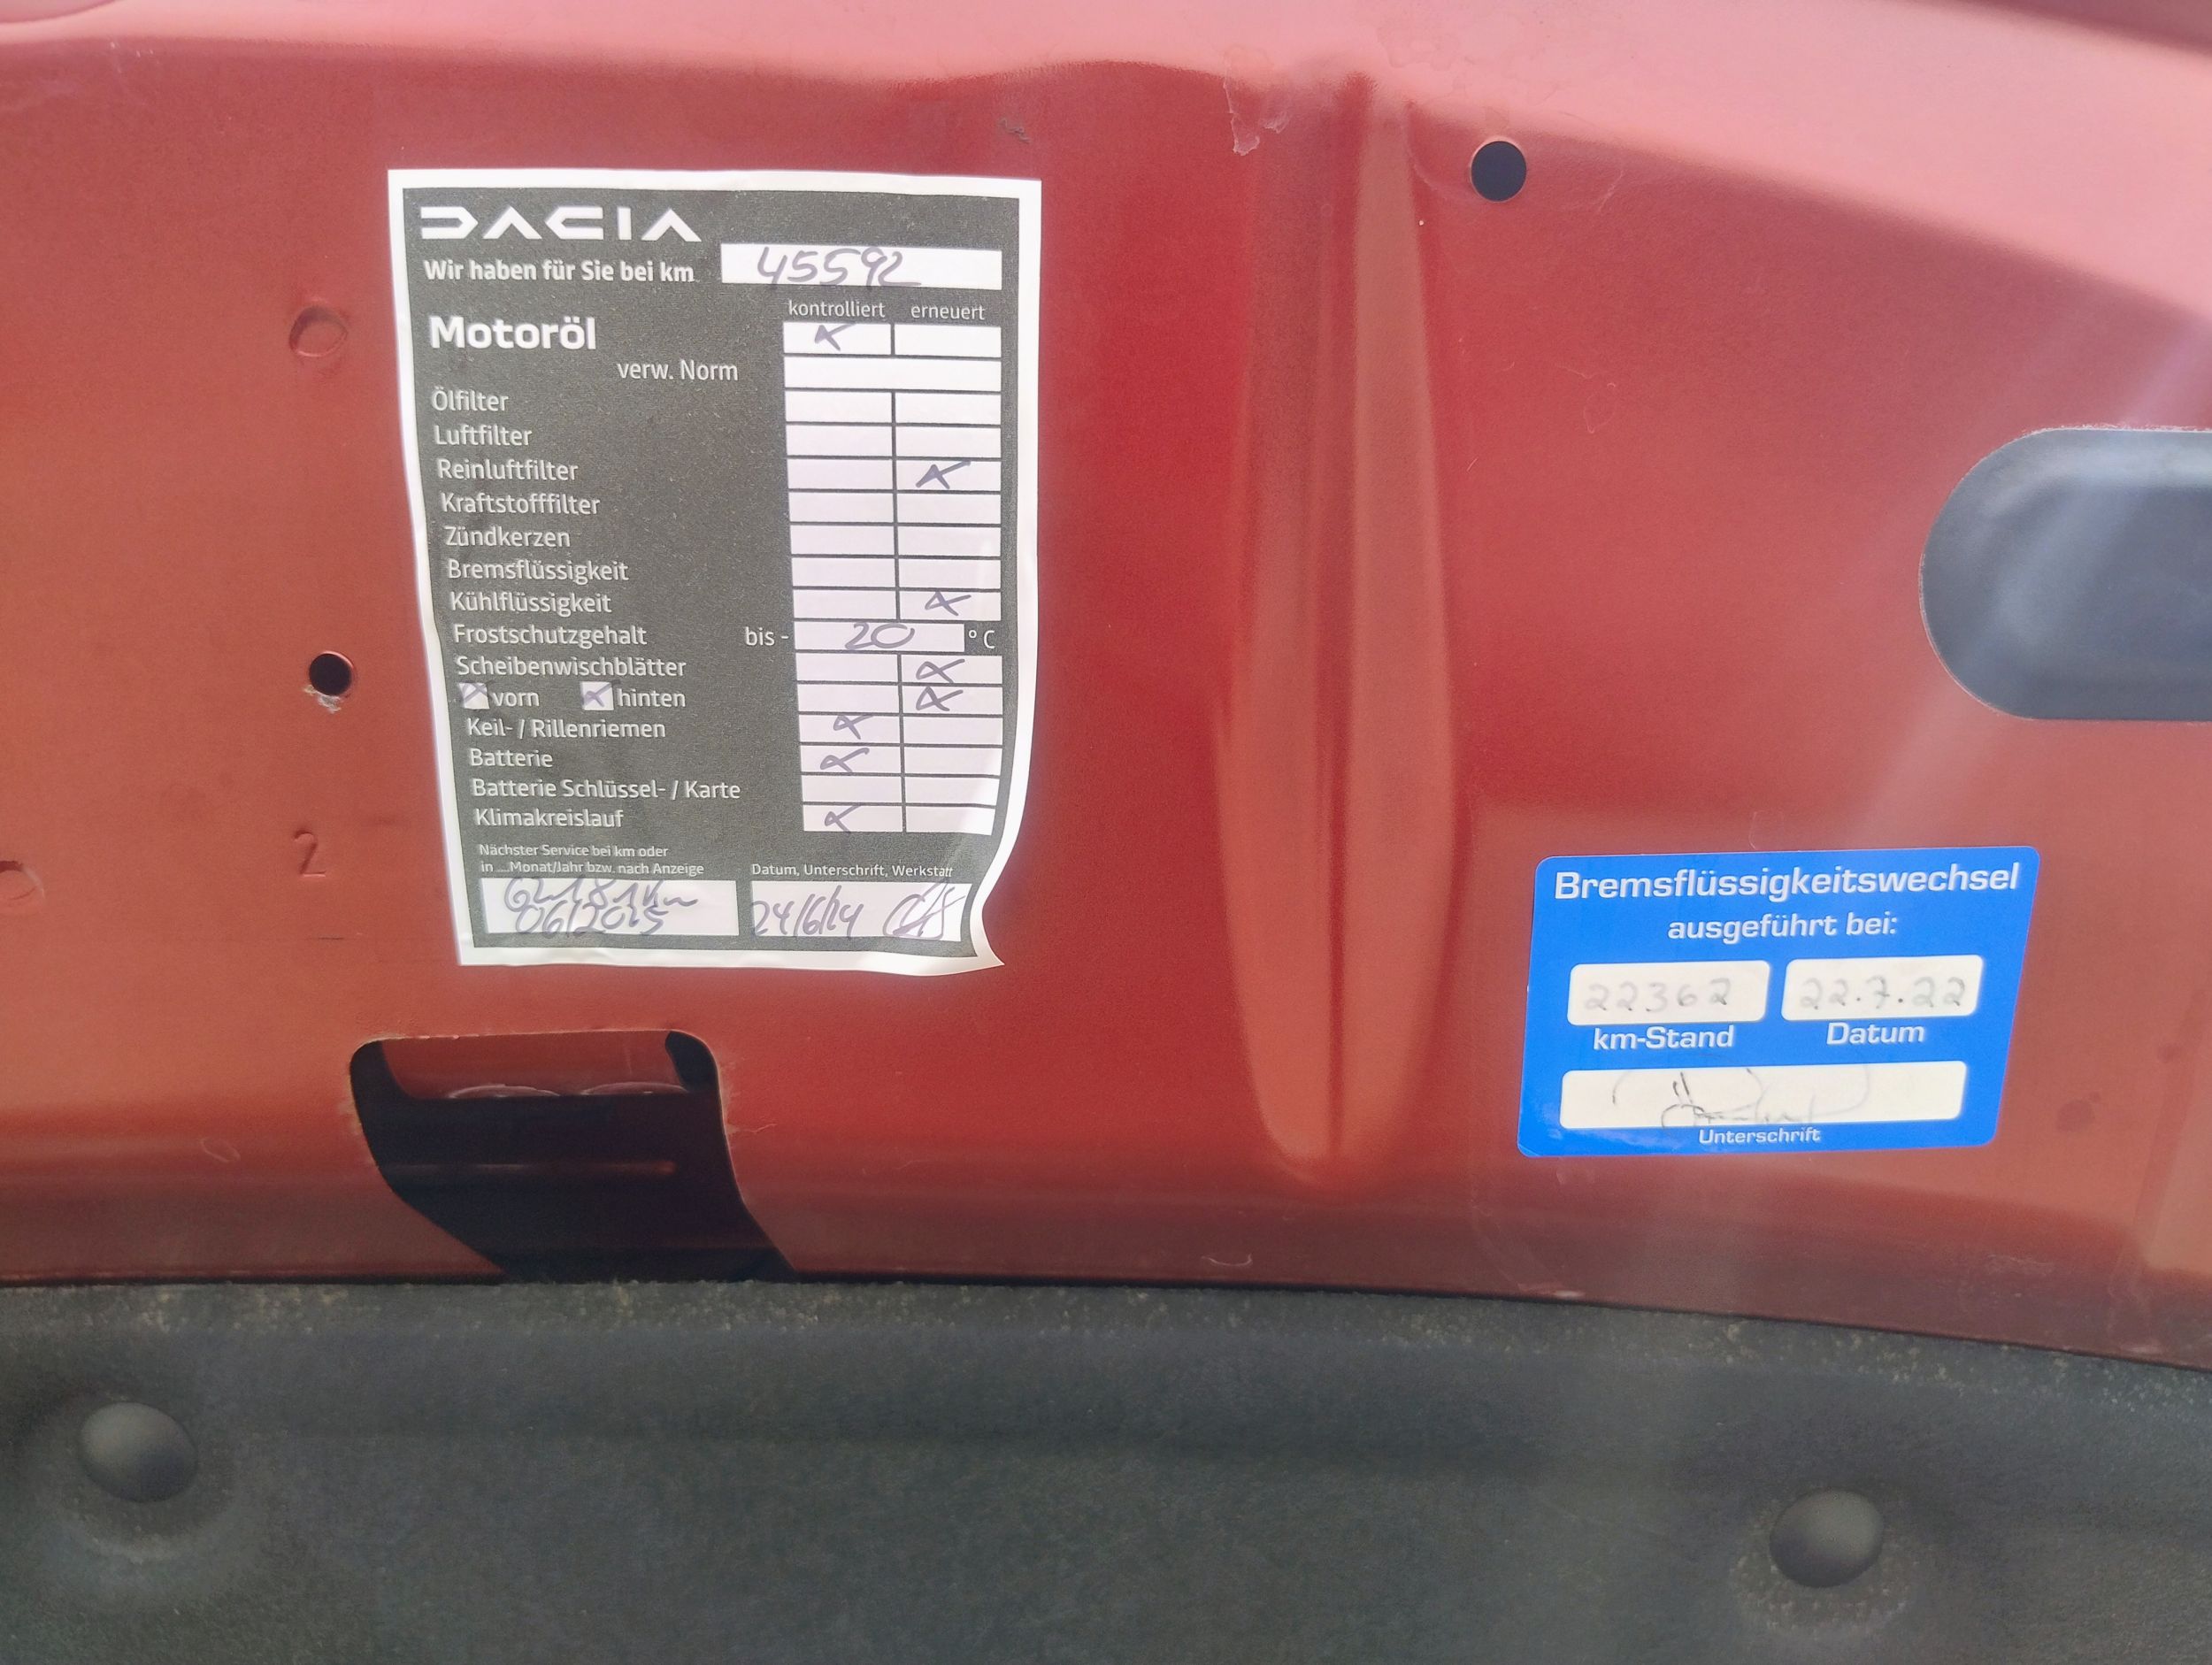 DACIA
Wir haben für Sie bei km 45592
kontrolliert erneuert
Motoröl
verw. Norm
Ölfilter
Luftfilter
Reinluftfilter
Kraftstofffilter
Zündkerzen
Bremsflüssigkeit
Kühlflüssigkeit
Frostschutzgehalt bis - 20 °C
Scheibenwischblätter
vorn hinten
Keil- / Rillenriemen
Batterie
Batterie Schlüssel- / Karte
Klimakreislauf
Nächster Service bei km oder
in ... Monat/Jahr bzw. nach Anzeige
Datum, Unterschrift, Werkstatt
06/2025
24/6/24
2
Bremsflüssigkeitswechsel
ausgeführt bei:
22362 22.7.22
km-Stand Datum
Unterschrift